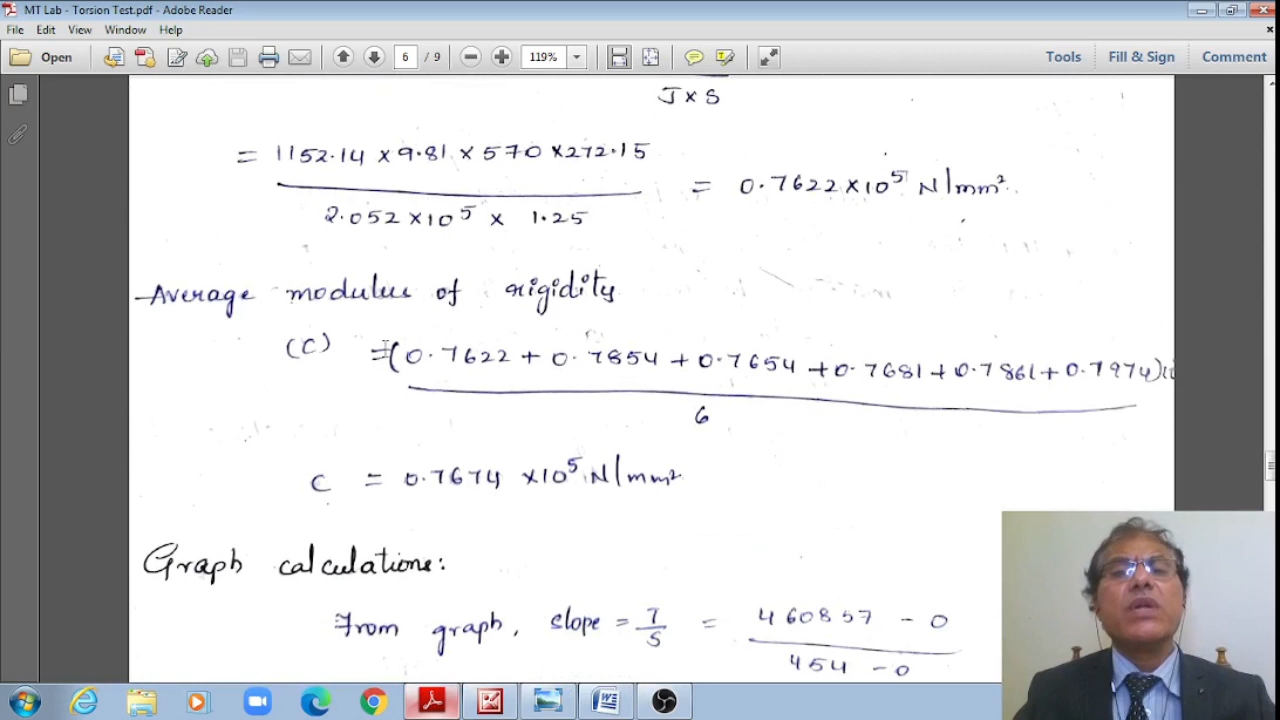 MT Lab - Torsion Test.pdf - Adobe Reader
File Edit View Window Help
Open 6 / 9 119% Tools Fill & Sign Comment
J × S
= 1152.14 × 9.81 × 570 × 272.15
2.052 × 10⁵ × 1.25
= 0.7622 × 10⁵ N/mm²
Average modulus of rigidity
(C) = (0.7622 + 0.7854 + 0.7654 + 0.7681 + 0.7861 + 0.7974)
6
C = 0.7674 × 10⁵ N/mm²
Graph calculations:
From graph, slope = T/S = 460857 - 0
454 - 0